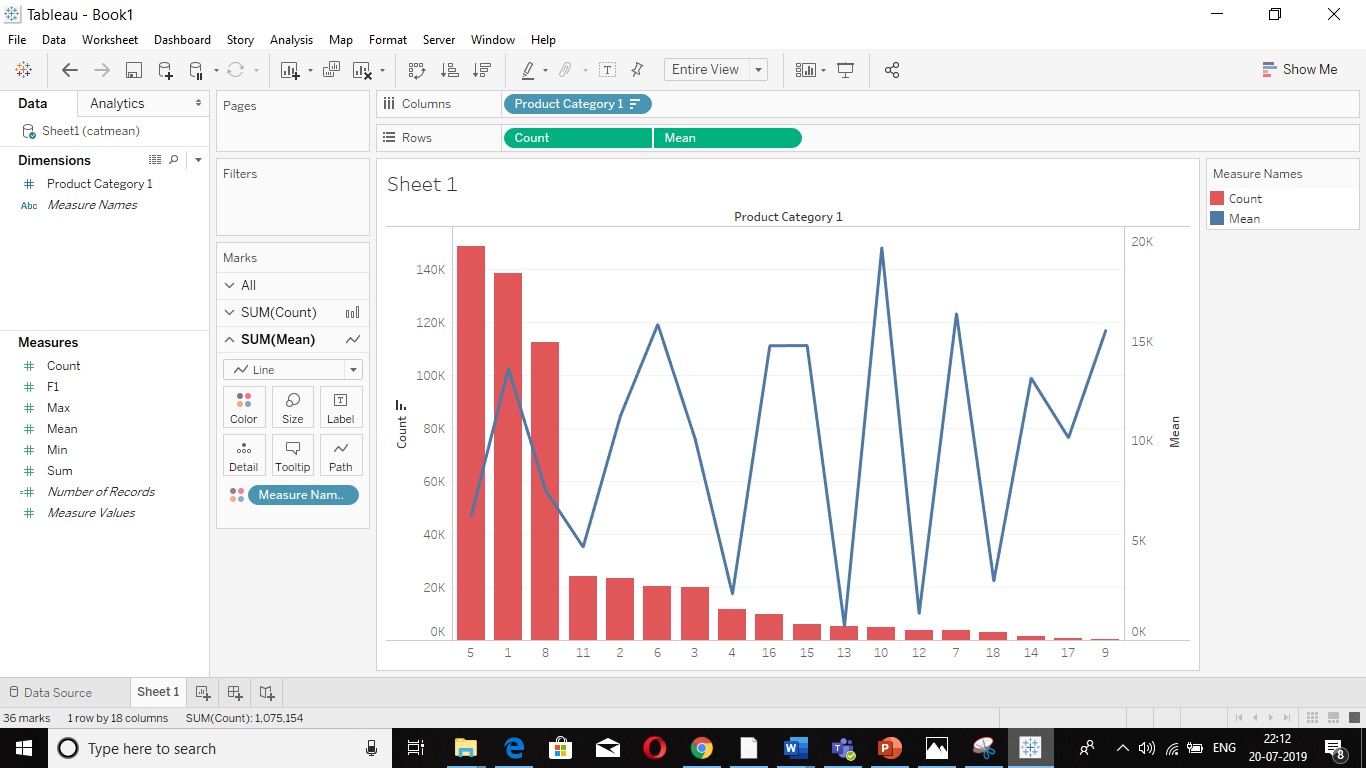 Tableau - Book1
File Data Worksheet Dashboard Story Analysis Map Format Server Window Help
Entire View
Show Me
Data Analytics
Sheet1 (catmean)
Dimensions
# Product Category 1
Abc Measure Names
Measures
# Count
# F1
# Max
# Mean
# Min
# Sum
=# Number of Records
# Measure Values
Pages
Filters
Marks
All
SUM(Count)
SUM(Mean)
Line
Color Size Label
Detail Tooltip Path
Measure Nam..
Columns Product Category 1
Rows Count Mean
Sheet 1
Product Category 1
Count
140K
120K
100K
80K
60K
40K
20K
0K
5 1 8 11 2 6 3 4 16 15 13 10 12 7 18 14 17 9
20K
15K
10K
5K
0K
Mean
Measure Names
Count
Mean
Data Source Sheet 1
36 marks 1 row by 18 columns SUM(Count): 1,075,154
Type here to search
ENG
22:12
20-07-2019
8